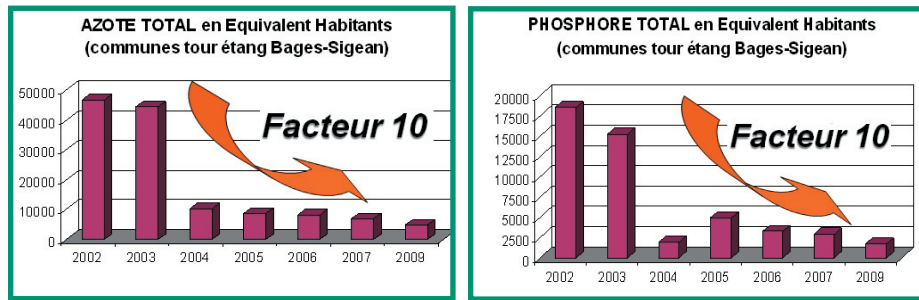 AZOTE TOTAL en Equivalent Habitants
(communes tour étang Bages-Sigean)
50000
40000
30000
20000
10000
0
Facteur 10
2002 2003 2004 2005 2006 2007 2009
PHOSPHORE TOTAL en Equivalent Habitants
(communes tour étang Bages-Sigean)
20000
17500
15000
12500
10000
7500
5000
2500
0
Facteur 10
2002 2003 2004 2005 2006 2007 2009